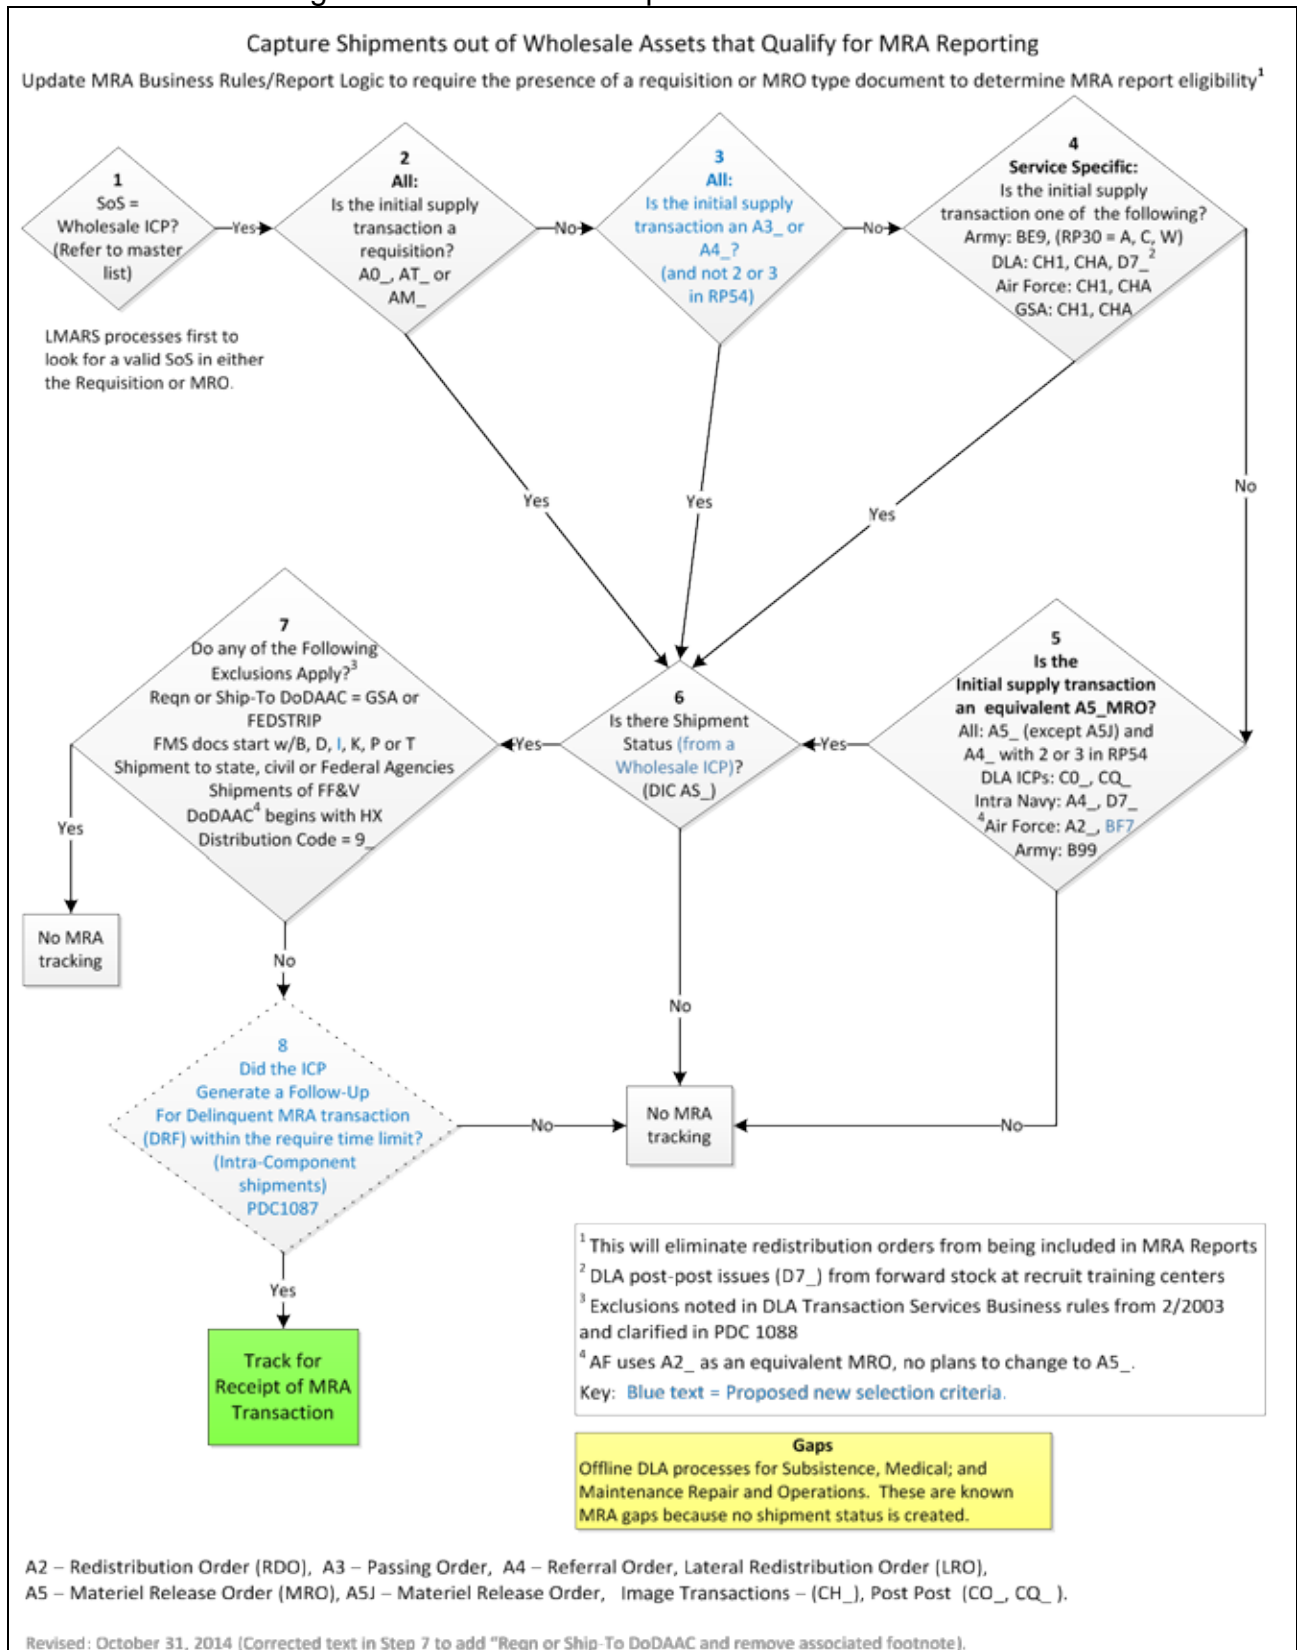 Capture Shipments out of Wholesale Assets that Qualify for MRA Reporting
Update MRA Business Rules/Report Logic to require the presence of a requisition or MRO type document to determine MRA report eligibility1
1
SoS =
Wholesale ICP?
(Refer to master
list)
Yes
2
All:
Is the initial supply
transaction a
requisition?
A0_, AT_ or
AM_
No
3
All:
Is the initial supply
transaction an A3_ or
A4_?
(and not 2 or 3
in RP54)
No
4
Service Specific:
Is the initial supply
transaction one of the following?
Army: BE9, (RP30 = A, C, W)
DLA: CH1, CHA, D7_2
Air Force: CH1, CHA
GSA: CH1, CHA
LMARS processes first to
look for a valid SoS in either
the Requisition or MRO.
Yes
Yes
Yes
No
7
Do any of the Following
Exclusions Apply?3
Reqn or Ship-To DoDAAC = GSA or
FEDSTRIP
FMS docs start w/B, D, I, K, P or T
Shipment to state, civil or Federal Agencies
Shipments of FF&V
DoDAAC4 begins with HX
Distribution Code = 9_
Yes
6
Is there Shipment
Status (from a
Wholesale ICP)?
(DIC AS_)
Yes
5
Is the
Initial supply transaction
an equivalent A5_MRO?
All: A5_ (except A5J) and
A4_ with 2 or 3 in RP54
DLA ICPs: C0_, CQ_
Intra Navy: A4_, D7_
4Air Force: A2_, BF7
Army: B99
Yes
No MRA
tracking
No
No
8
Did the ICP
Generate a Follow-Up
For Delinquent MRA transaction
(DRF) within the require time limit?
(Intra-Component
shipments)
PDC1087
No
No MRA
tracking
No
Yes
Track for
Receipt of MRA
Transaction
1 This will eliminate redistribution orders from being included in MRA Reports
2 DLA post-post issues (D7_) from forward stock at recruit training centers
3 Exclusions noted in DLA Transaction Services Business rules from 2/2003
and clarified in PDC 1088
4 AF uses A2_ as an equivalent MRO, no plans to change to A5_.
Key: Blue text = Proposed new selection criteria.
Gaps
Offline DLA processes for Subsistence, Medical; and
Maintenance Repair and Operations. These are known
MRA gaps because no shipment status is created.
A2 – Redistribution Order (RDO), A3 – Passing Order, A4 – Referral Order, Lateral Redistribution Order (LRO),
A5 – Materiel Release Order (MRO), A5J – Materiel Release Order, Image Transactions – (CH_), Post Post (CO_, CQ_ ).
Revised: October 31, 2014 (Corrected text in Step 7 to add "Reqn or Ship-To DoDAAC and remove associated footnote).